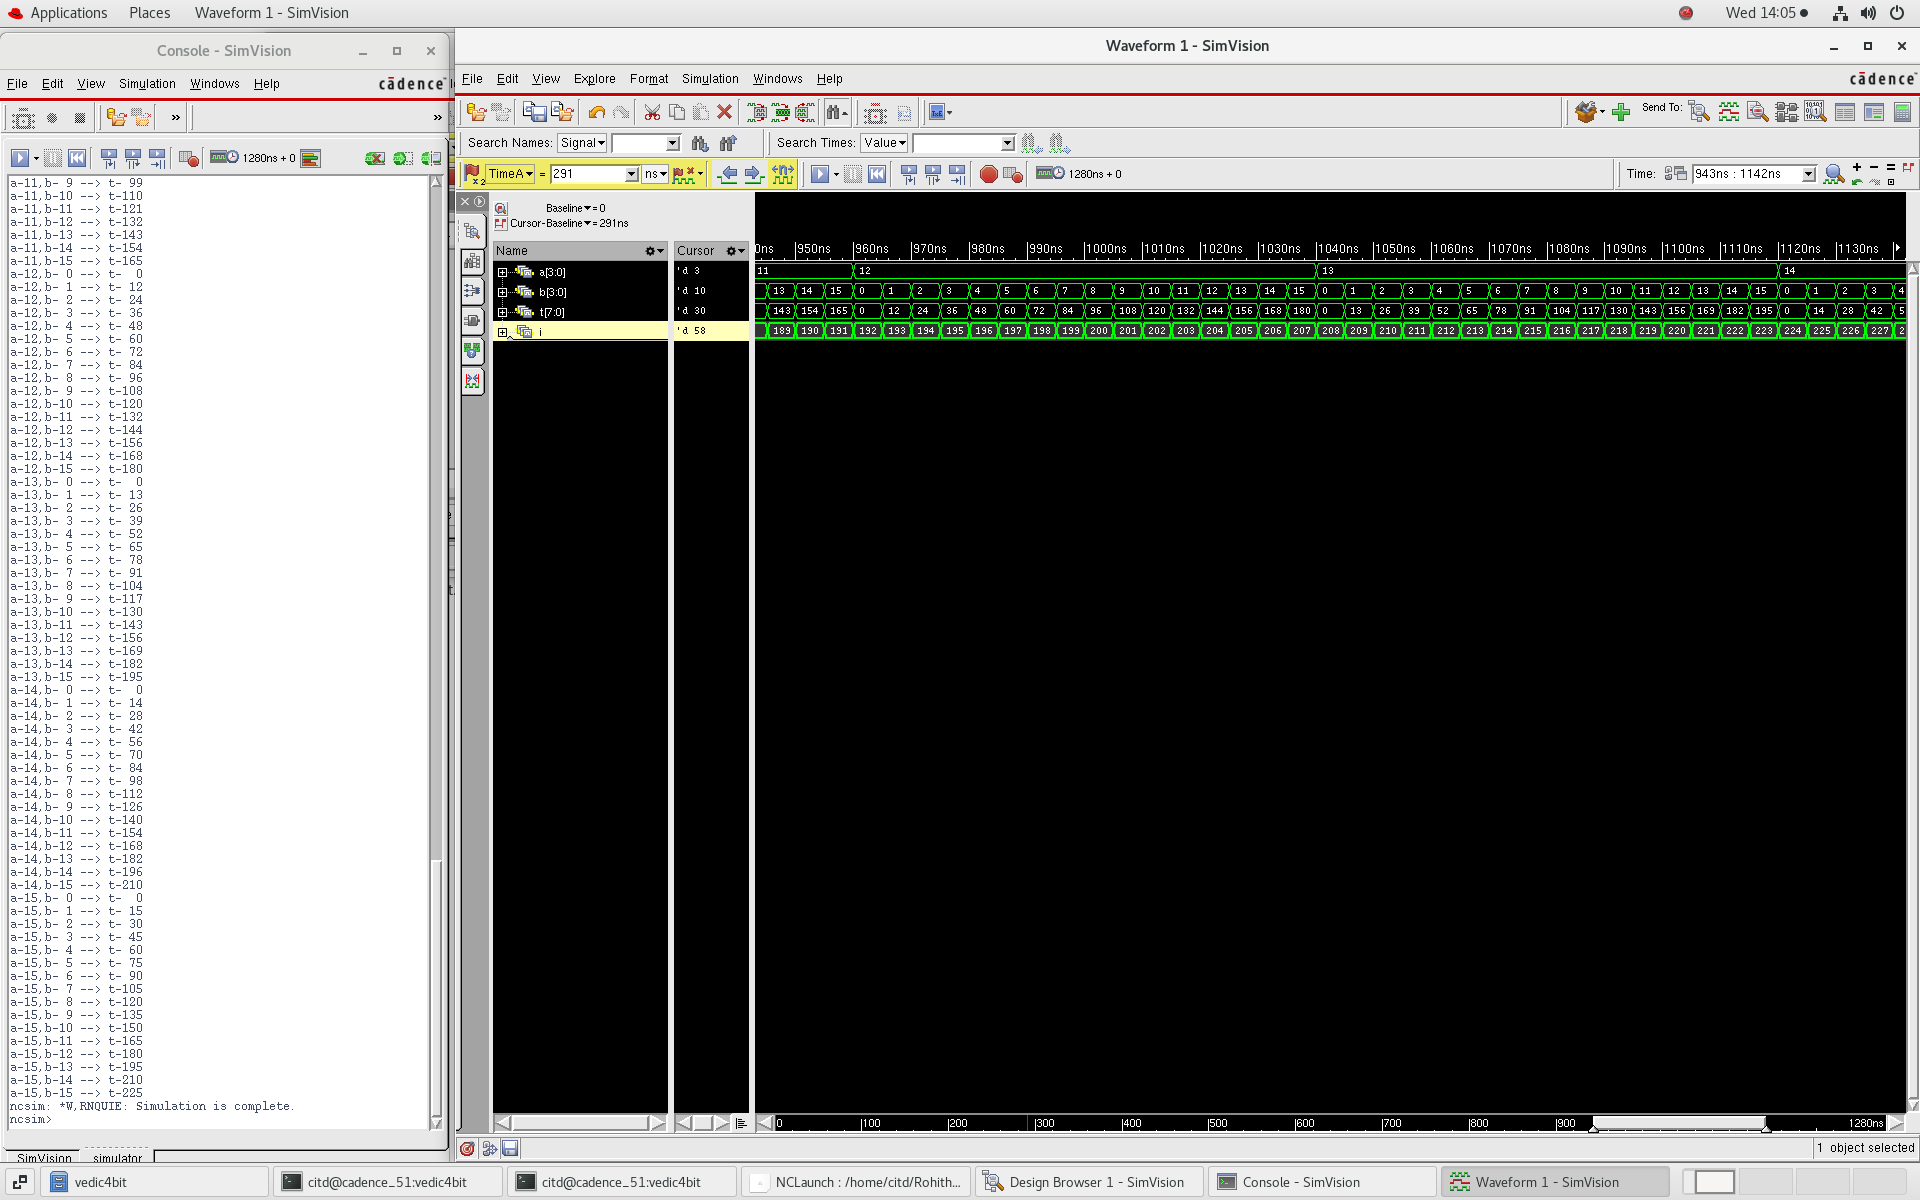 Applications Places Waveform 1 - SimVision
Wed 14:05
Console - SimVision
File Edit View Simulation Windows Help
cādence
1280ns + 0
a-11,b- 9 --> t- 99
a-11,b-10 --> t-110
a-11,b-11 --> t-121
a-11,b-12 --> t-132
a-11,b-13 --> t-143
a-11,b-14 --> t-154
a-11,b-15 --> t-165
a-12,b- 0 --> t-  0
a-12,b- 1 --> t- 12
a-12,b- 2 --> t- 24
a-12,b- 3 --> t- 36
a-12,b- 4 --> t- 48
a-12,b- 5 --> t- 60
a-12,b- 6 --> t- 72
a-12,b- 7 --> t- 84
a-12,b- 8 --> t- 96
a-12,b- 9 --> t-108
a-12,b-10 --> t-120
a-12,b-11 --> t-132
a-12,b-12 --> t-144
a-12,b-13 --> t-156
a-12,b-14 --> t-168
a-12,b-15 --> t-180
a-13,b- 0 --> t-  0
a-13,b- 1 --> t- 13
a-13,b- 2 --> t- 26
a-13,b- 3 --> t- 39
a-13,b- 4 --> t- 52
a-13,b- 5 --> t- 65
a-13,b- 6 --> t- 78
a-13,b- 7 --> t- 91
a-13,b- 8 --> t-104
a-13,b- 9 --> t-117
a-13,b-10 --> t-130
a-13,b-11 --> t-143
a-13,b-12 --> t-156
a-13,b-13 --> t-169
a-13,b-14 --> t-182
a-13,b-15 --> t-195
a-14,b- 0 --> t-  0
a-14,b- 1 --> t- 14
a-14,b- 2 --> t- 28
a-14,b- 3 --> t- 42
a-14,b- 4 --> t- 56
a-14,b- 5 --> t- 70
a-14,b- 6 --> t- 84
a-14,b- 7 --> t- 98
a-14,b- 8 --> t-112
a-14,b- 9 --> t-126
a-14,b-10 --> t-140
a-14,b-11 --> t-154
a-14,b-12 --> t-168
a-14,b-13 --> t-182
a-14,b-14 --> t-196
a-14,b-15 --> t-210
a-15,b- 0 --> t-  0
a-15,b- 1 --> t- 15
a-15,b- 2 --> t- 30
a-15,b- 3 --> t- 45
a-15,b- 4 --> t- 60
a-15,b- 5 --> t- 75
a-15,b- 6 --> t- 90
a-15,b- 7 --> t-105
a-15,b- 8 --> t-120
a-15,b- 9 --> t-135
a-15,b-10 --> t-150
a-15,b-11 --> t-165
a-15,b-12 --> t-180
a-15,b-13 --> t-195
a-15,b-14 --> t-210
a-15,b-15 --> t-225
ncsim: *W,RNQUIE: Simulation is complete.
ncsim>
SimVision simulator
Waveform 1 - SimVision
File Edit View Explore Format Simulation Windows Help
cādence
Send To:
Search Names: Signal Search Times: Value
TimeA = 291 ns 1280ns + 0 Time: 943ns : 1142ns
Baseline = 0
Cursor-Baseline = 291ns
Name Cursor 0ns 950ns 960ns 970ns 980ns 990ns 1000ns 1010ns 1020ns 1030ns 1040ns 1050ns 1060ns 1070ns 1080ns 1090ns 1100ns 1110ns 1120ns 1130ns
a[3:0] 'd 3 11 12 13 14
b[3:0] 'd 10 13 14 15 0 1 2 3 4 5 6 7 8 9 10 11 12 13 14 15 0 1 2 3 4 5 6 7 8 9 10 11 12 13 14 15 0 1 2 3 4
t[7:0] 'd 30 143 154 165 0 12 24 36 48 60 72 84 96 108 120 132 144 156 168 180 0 13 26 39 52 65 78 91 104 117 130 143 156 169 182 195 0 14 28 42 5
i 'd 58 189 190 191 192 193 194 195 196 197 198 199 200 201 202 203 204 205 206 207 208 209 210 211 212 213 214 215 216 217 218 219 220 221 222 223 224 225 226 227 2
0 100 200 300 400 500 600 700 800 900 1280ns
1 object selected
vedic4bit citd@cadence_51:vedic4bit citd@cadence_51:vedic4bit NCLaunch : /home/citd/Rohith... Design Browser 1 - SimVision Console - SimVision Waveform 1 - SimVision